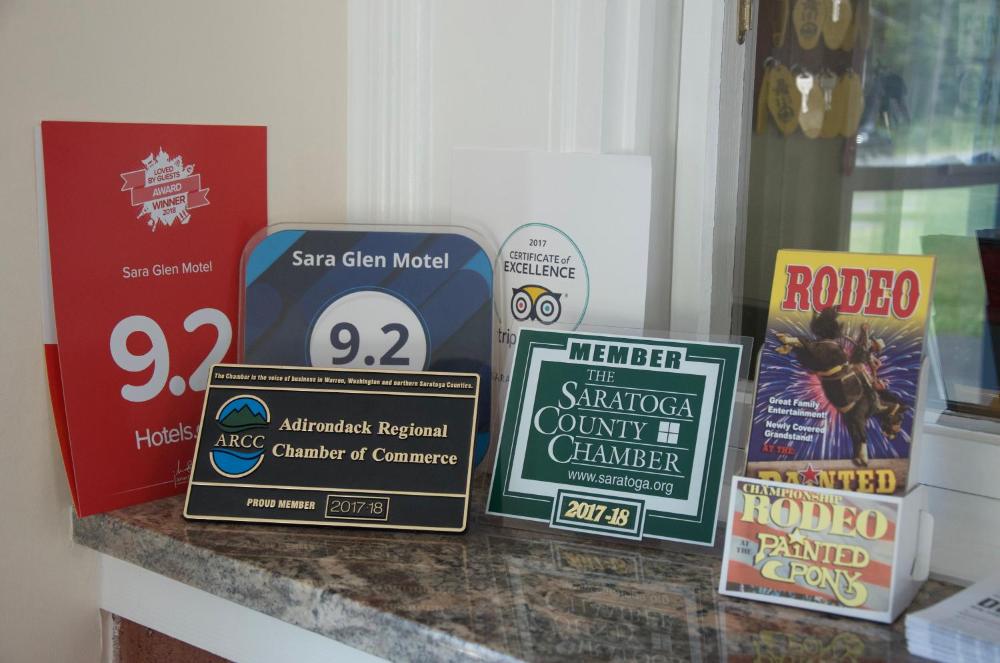 LOVED
BY GUESTS
AWARD
WINNER
2018
Sara Glen Motel
9.2
Hotels.
Sara Glen Motel
9.2
2017
CERTIFICATE of
EXCELLENCE
trip
SARA
The Chamber is the voice of business in Warren, Washington and northern Saratoga Counties.
ARCC
Adirondack Regional
Chamber of Commerce
PROUD MEMBER 2017-18
MEMBER
THE
SARATOGA
COUNTY
CHAMBER
www.saratoga.org
2017-18
RODEO
Great Family
Entertainment!
Newly Covered
Grandstand!
AT THE
PAINTED
CHAMPIONSHIP
RODEO
AT THE
PAINTED
PONY